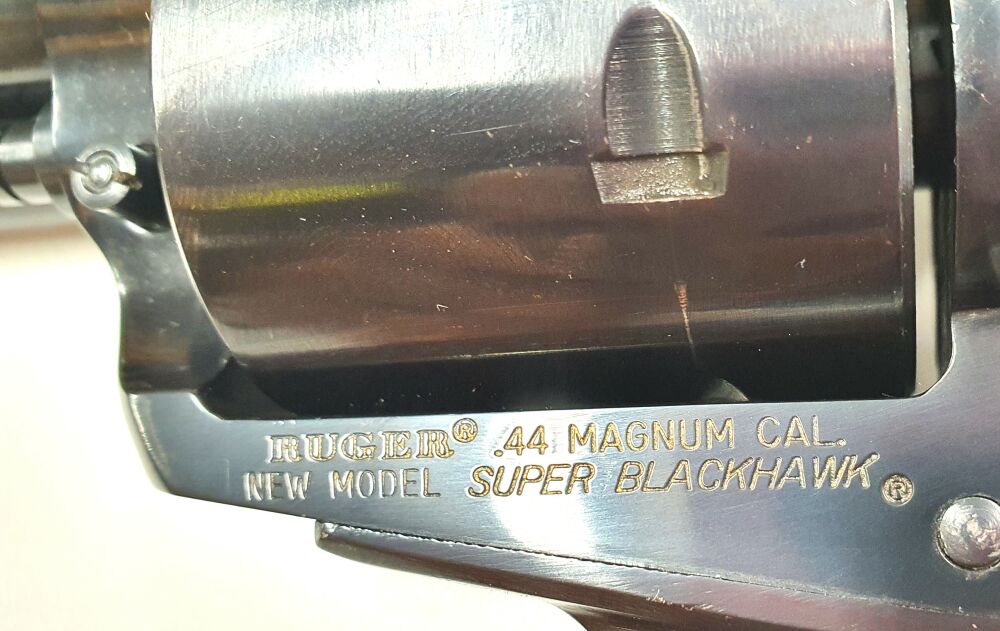 RUGER® .44 MAGNUM CAL.
NEW MODEL SUPER BLACKHAWK®